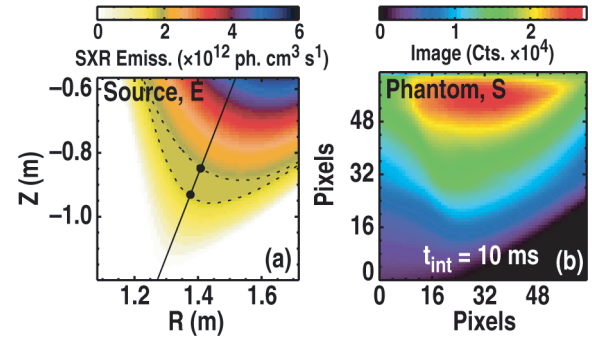 0 2 4 6
SXR Emiss. (×10¹² ph. cm³ s¹)
0 1 2
Image (Cts. ×10⁴)
Source, E
−0.6
−0.8
−1.0
Z (m)
(a)
1.2 1.4 1.6
R (m)
Phantom, S
48
32
16
0
Pixels
t_int = 10 ms
(b)
0 16 32 48
Pixels